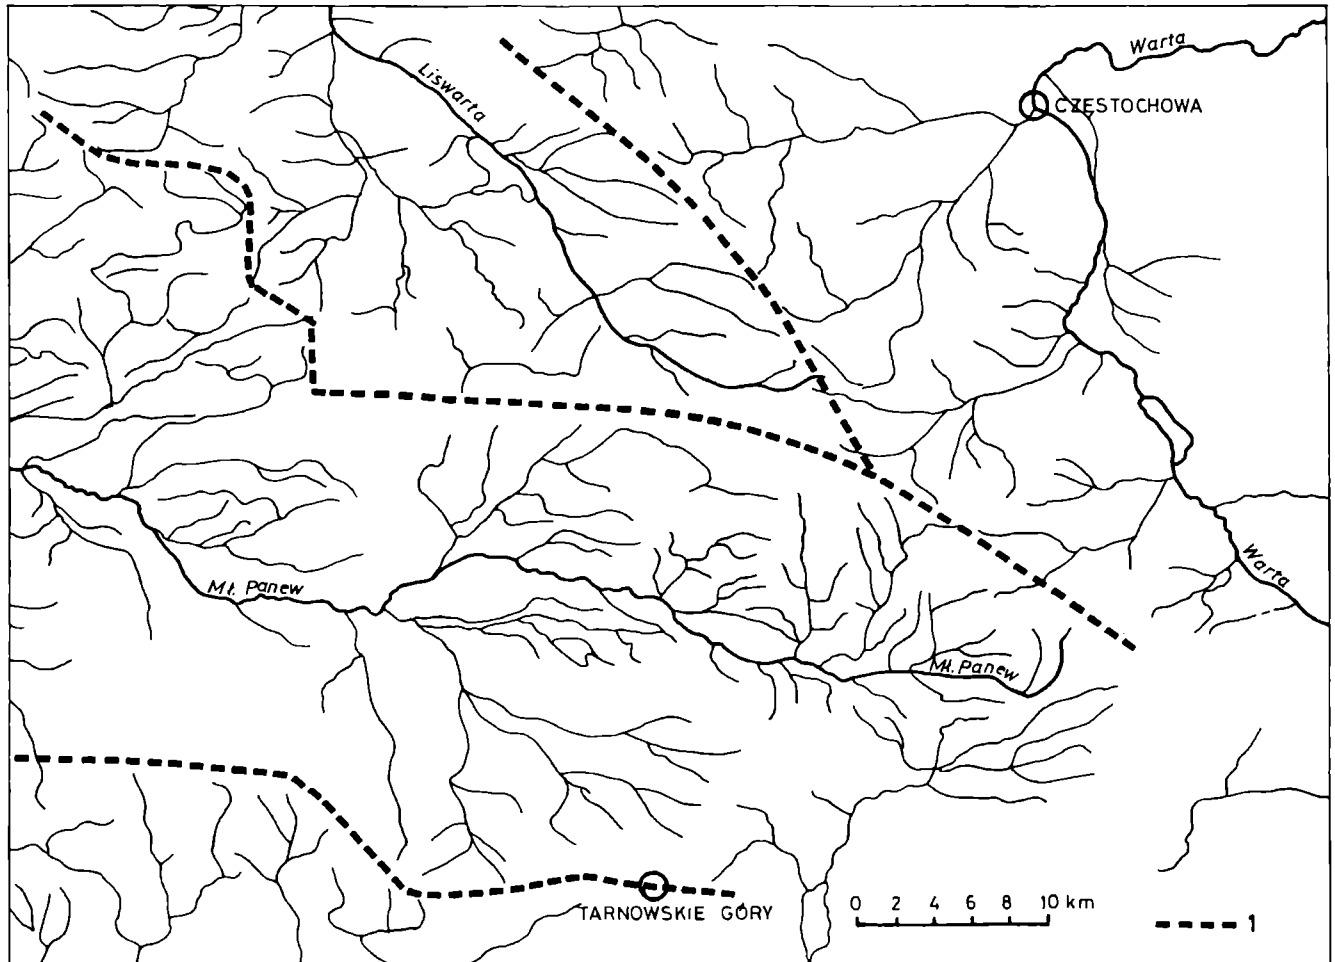 Warta
Liswarta
CZĘSTOCHOWA
Warta
Mł. Panew
Mł. Panew
TARNOWSKIE GÓRY
0 2 4 6 8 10 km
1